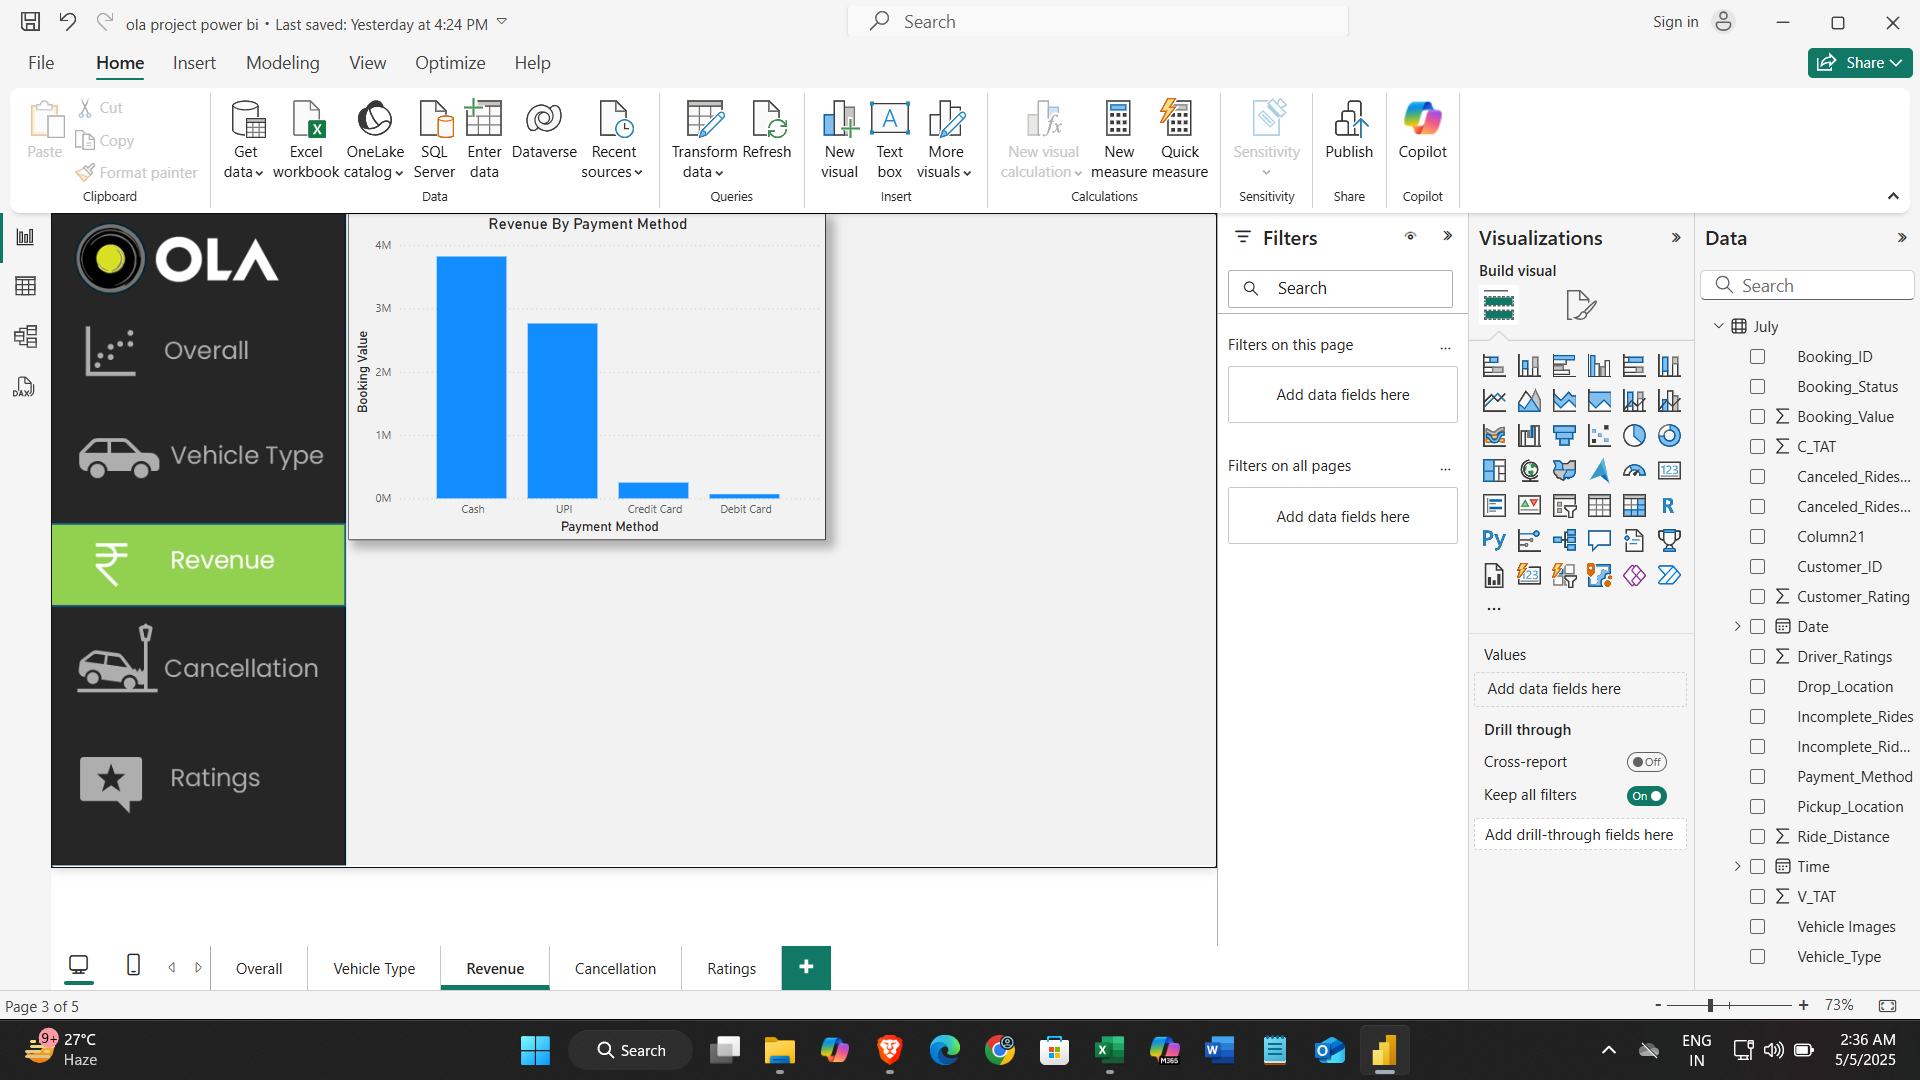 ola project power bi • Last saved: Yesterday at 4:24 PM
Search
Sign in
File
Home
Insert
Modeling
View
Optimize
Help
Share
Paste
Cut
Copy
Format painter
Clipboard
Get data
Excel workbook
OneLake catalog
SQL Server
Enter data
Dataverse
Recent sources
Data
Transform data
Refresh
Queries
New visual
A
Text box
More visuals
Insert
New visual calculation
New measure
Quick measure
Calculations
Sensitivity
Sensitivity
Publish
Share
Copilot
Copilot
DAX
OLA
Overall
Vehicle Type
₹ Revenue
Cancellation
Ratings
Revenue By Payment Method
Booking Value
4M
3M
2M
1M
0M
Cash
UPI
Credit Card
Debit Card
Payment Method
Filters
Search
Filters on this page
...
Add data fields here
Filters on all pages
...
Add data fields here
Visualizations
Build visual
123
R
Py
123
...
Values
Add data fields here
Drill through
Cross-report
Off
Keep all filters
On
Add drill-through fields here
Data
Search
July
Booking_ID
Booking_Status
∑ Booking_Value
∑ C_TAT
Canceled_Rides...
Canceled_Rides...
Column21
Customer_ID
∑ Customer_Rating
Date
∑ Driver_Ratings
Drop_Location
Incomplete_Rides
Incomplete_Rid...
Payment_Method
Pickup_Location
∑ Ride_Distance
Time
∑ V_TAT
Vehicle Images
Vehicle_Type
Overall
Vehicle Type
Revenue
Cancellation
Ratings
+
Page 3 of 5
- + 73%
9+
27°C
Haze
Search
M365
ENG
IN
2:36 AM
5/5/2025